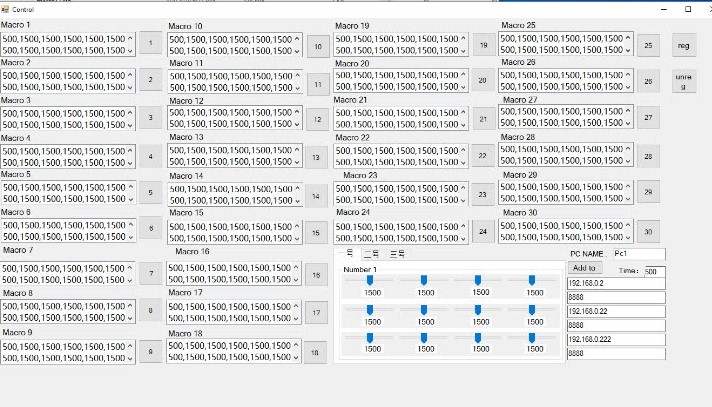 Control
Macro 1
500,1500,1500,1500,1500,1500
500,1500,1500,1500,1500,1500
1
Macro 2
500,1500,1500,1500,1500,1500
500,1500,1500,1500,1500,1500
2
Macro 3
500,1500,1500,1500,1500,1500
500,1500,1500,1500,1500,1500
3
Macro 4
500,1500,1500,1500,1500,1500
500,1500,1500,1500,1500,1500
4
Macro 5
500,1500,1500,1500,1500,1500
500,1500,1500,1500,1500,1500
5
Macro 6
500,1500,1500,1500,1500,1500
500,1500,1500,1500,1500,1500
6
Macro 7
500,1500,1500,1500,1500,1500
500,1500,1500,1500,1500,1500
7
Macro 8
500,1500,1500,1500,1500,1500
500,1500,1500,1500,1500,1500
8
Macro 9
500,1500,1500,1500,1500,1500
500,1500,1500,1500,1500,1500
9
Macro 10
500,1500,1500,1500,1500,1500
500,1500,1500,1500,1500,1500
10
Macro 11
500,1500,1500,1500,1500,1500
500,1500,1500,1500,1500,1500
11
Macro 12
500,1500,1500,1500,1500,1500
500,1500,1500,1500,1500,1500
12
Macro 13
500,1500,1500,1500,1500,1500
500,1500,1500,1500,1500,1500
13
Macro 14
500,1500,1500,1500,1500,1500
500,1500,1500,1500,1500,1500
14
Macro 15
500,1500,1500,1500,1500,1500
500,1500,1500,1500,1500,1500
15
Macro 16
500,1500,1500,1500,1500,1500
500,1500,1500,1500,1500,1500
16
Macro 17
500,1500,1500,1500,1500,1500
500,1500,1500,1500,1500,1500
17
Macro 18
500,1500,1500,1500,1500,1500
500,1500,1500,1500,1500,1500
18
Macro 19
500,1500,1500,1500,1500,1500
500,1500,1500,1500,1500,1500
19
Macro 20
500,1500,1500,1500,1500,1500
500,1500,1500,1500,1500,1500
20
Macro 21
500,1500,1500,1500,1500,1500
500,1500,1500,1500,1500,1500
21
Macro 22
500,1500,1500,1500,1500,1500
500,1500,1500,1500,1500,1500
22
Macro 23
500,1500,1500,1500,1500,1500
500,1500,1500,1500,1500,1500
23
Macro 24
500,1500,1500,1500,1500,1500
500,1500,1500,1500,1500,1500
24
Macro 25
500,1500,1500,1500,1500,1500
500,1500,1500,1500,1500,1500
25
Macro 26
500,1500,1500,1500,1500,1500
500,1500,1500,1500,1500,1500
26
Macro 27
500,1500,1500,1500,1500,1500
500,1500,1500,1500,1500,1500
27
Macro 28
500,1500,1500,1500,1500,1500
500,1500,1500,1500,1500,1500
28
Macro 29
500,1500,1500,1500,1500,1500
500,1500,1500,1500,1500,1500
29
Macro 30
500,1500,1500,1500,1500,1500
500,1500,1500,1500,1500,1500
30
reg
unre
g
一号 二号 三号
Number 1
1500 1500 1500 1500
1500 1500 1500 1500
1500 1500 1500 1500
PC NAME: Pc1
Add to Time: 500
192.168.0.2
8888
192.168.0.22
8888
192.168.0.222
8888